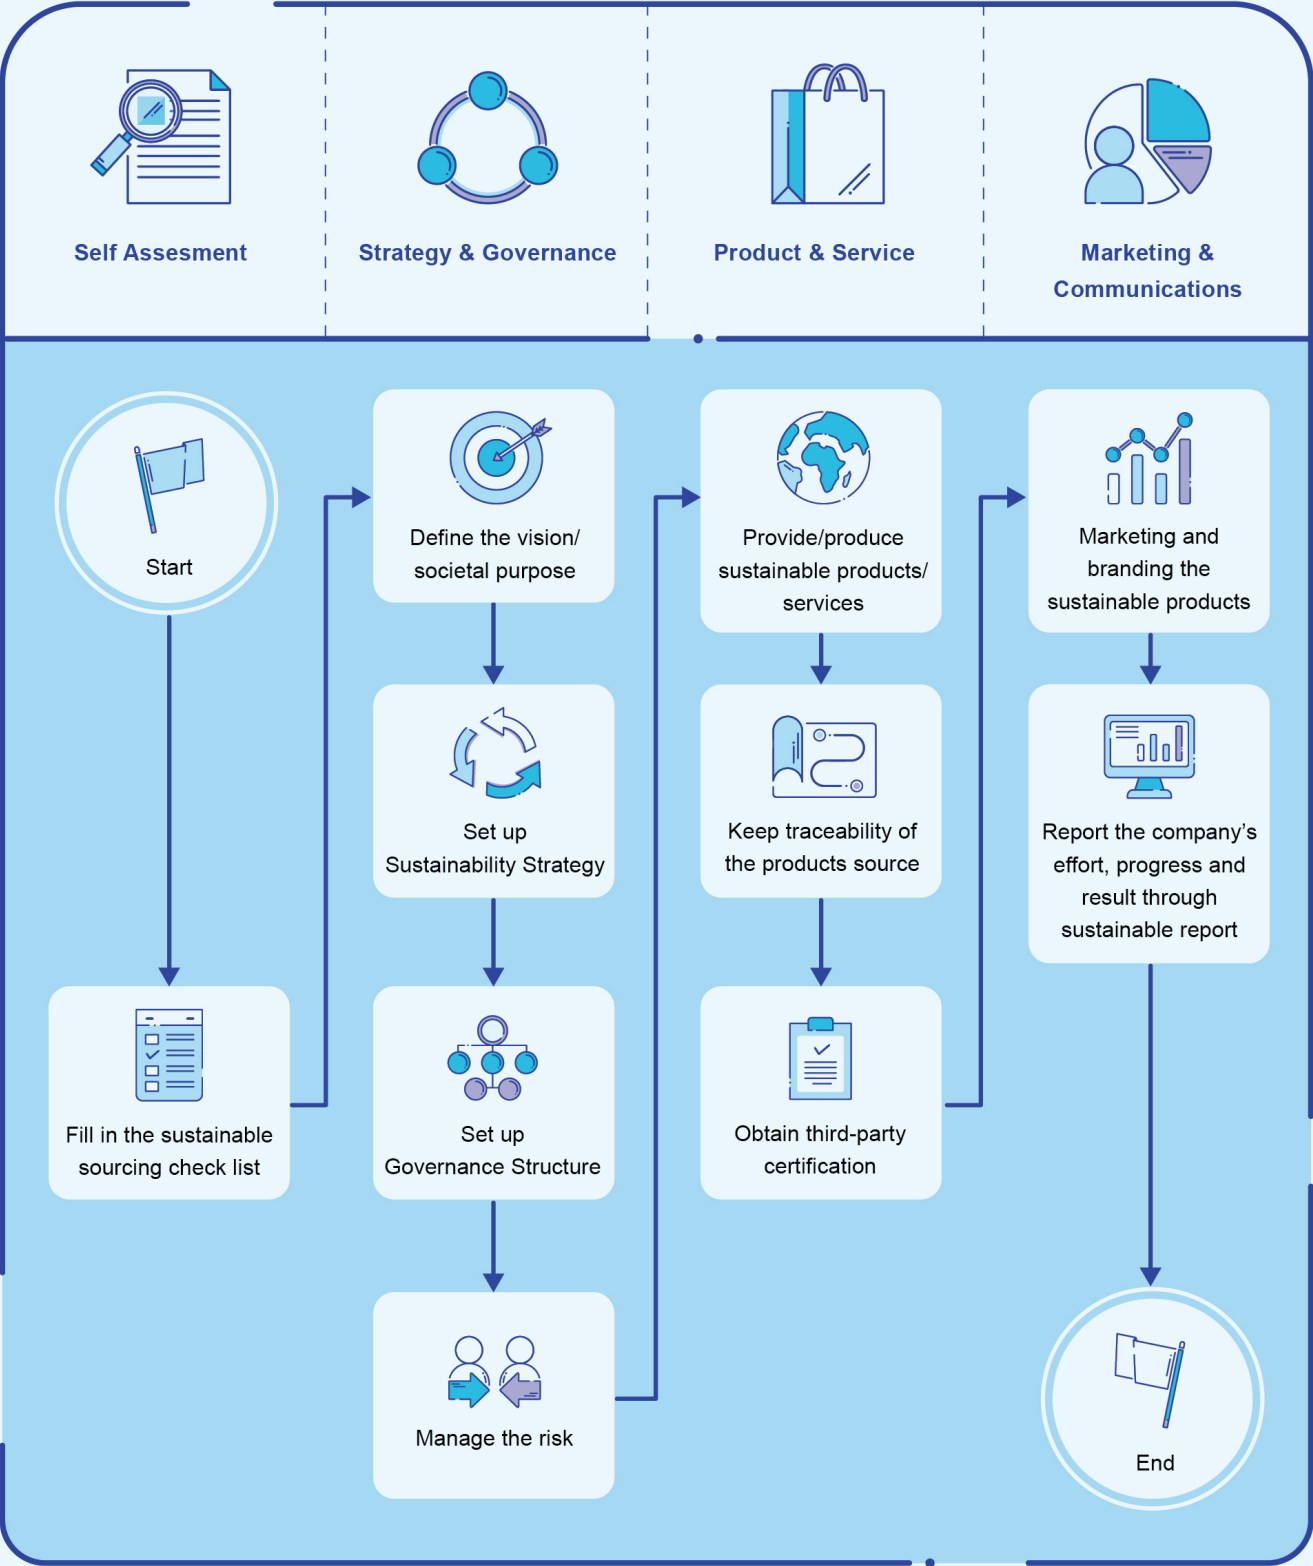 Self Assesment
Strategy & Governance
Product & Service
Marketing &
Communications
Start
Fill in the sustainable
sourcing check list
Define the vision/
societal purpose
Set up
Sustainability Strategy
Set up
Governance Structure
Manage the risk
Provide/produce
sustainable products/
services
Keep traceability of
the products source
Obtain third-party
certification
Marketing and
branding the
sustainable products
Report the company’s
effort, progress and
result through
sustainable report
End